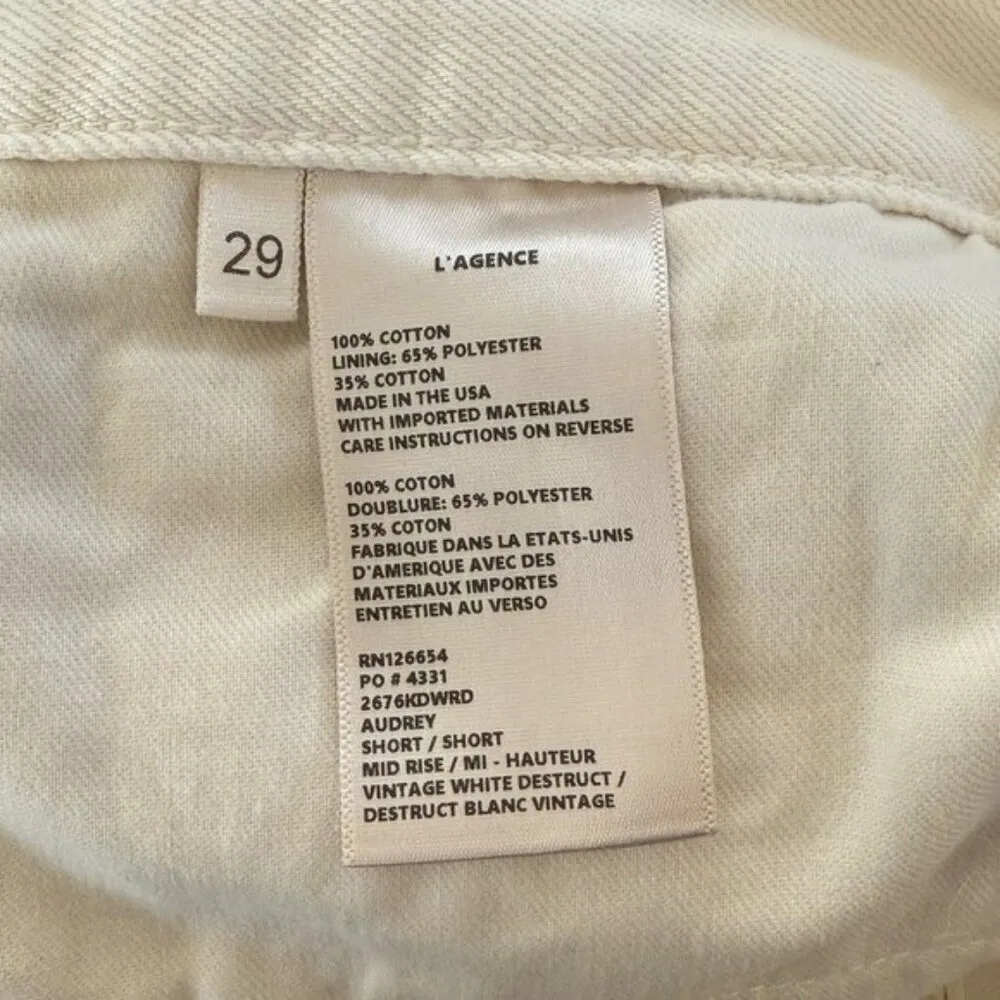 29
L'AGENCE
100% COTTON
LINING: 65% POLYESTER
35% COTTON
MADE IN THE USA
WITH IMPORTED MATERIALS
CARE INSTRUCTIONS ON REVERSE
100% COTON
DOUBLURE: 65% POLYESTER
35% COTON
FABRIQUE DANS LA ETATS-UNIS
D'AMERIQUE AVEC DES
MATERIAUX IMPORTES
ENTRETIEN AU VERSO
RN126654
PO # 4331
2676KDWRD
AUDREY
SHORT / SHORT
MID RISE / MI - HAUTEUR
VINTAGE WHITE DESTRUCT /
DESTRUCT BLANC VINTAGE